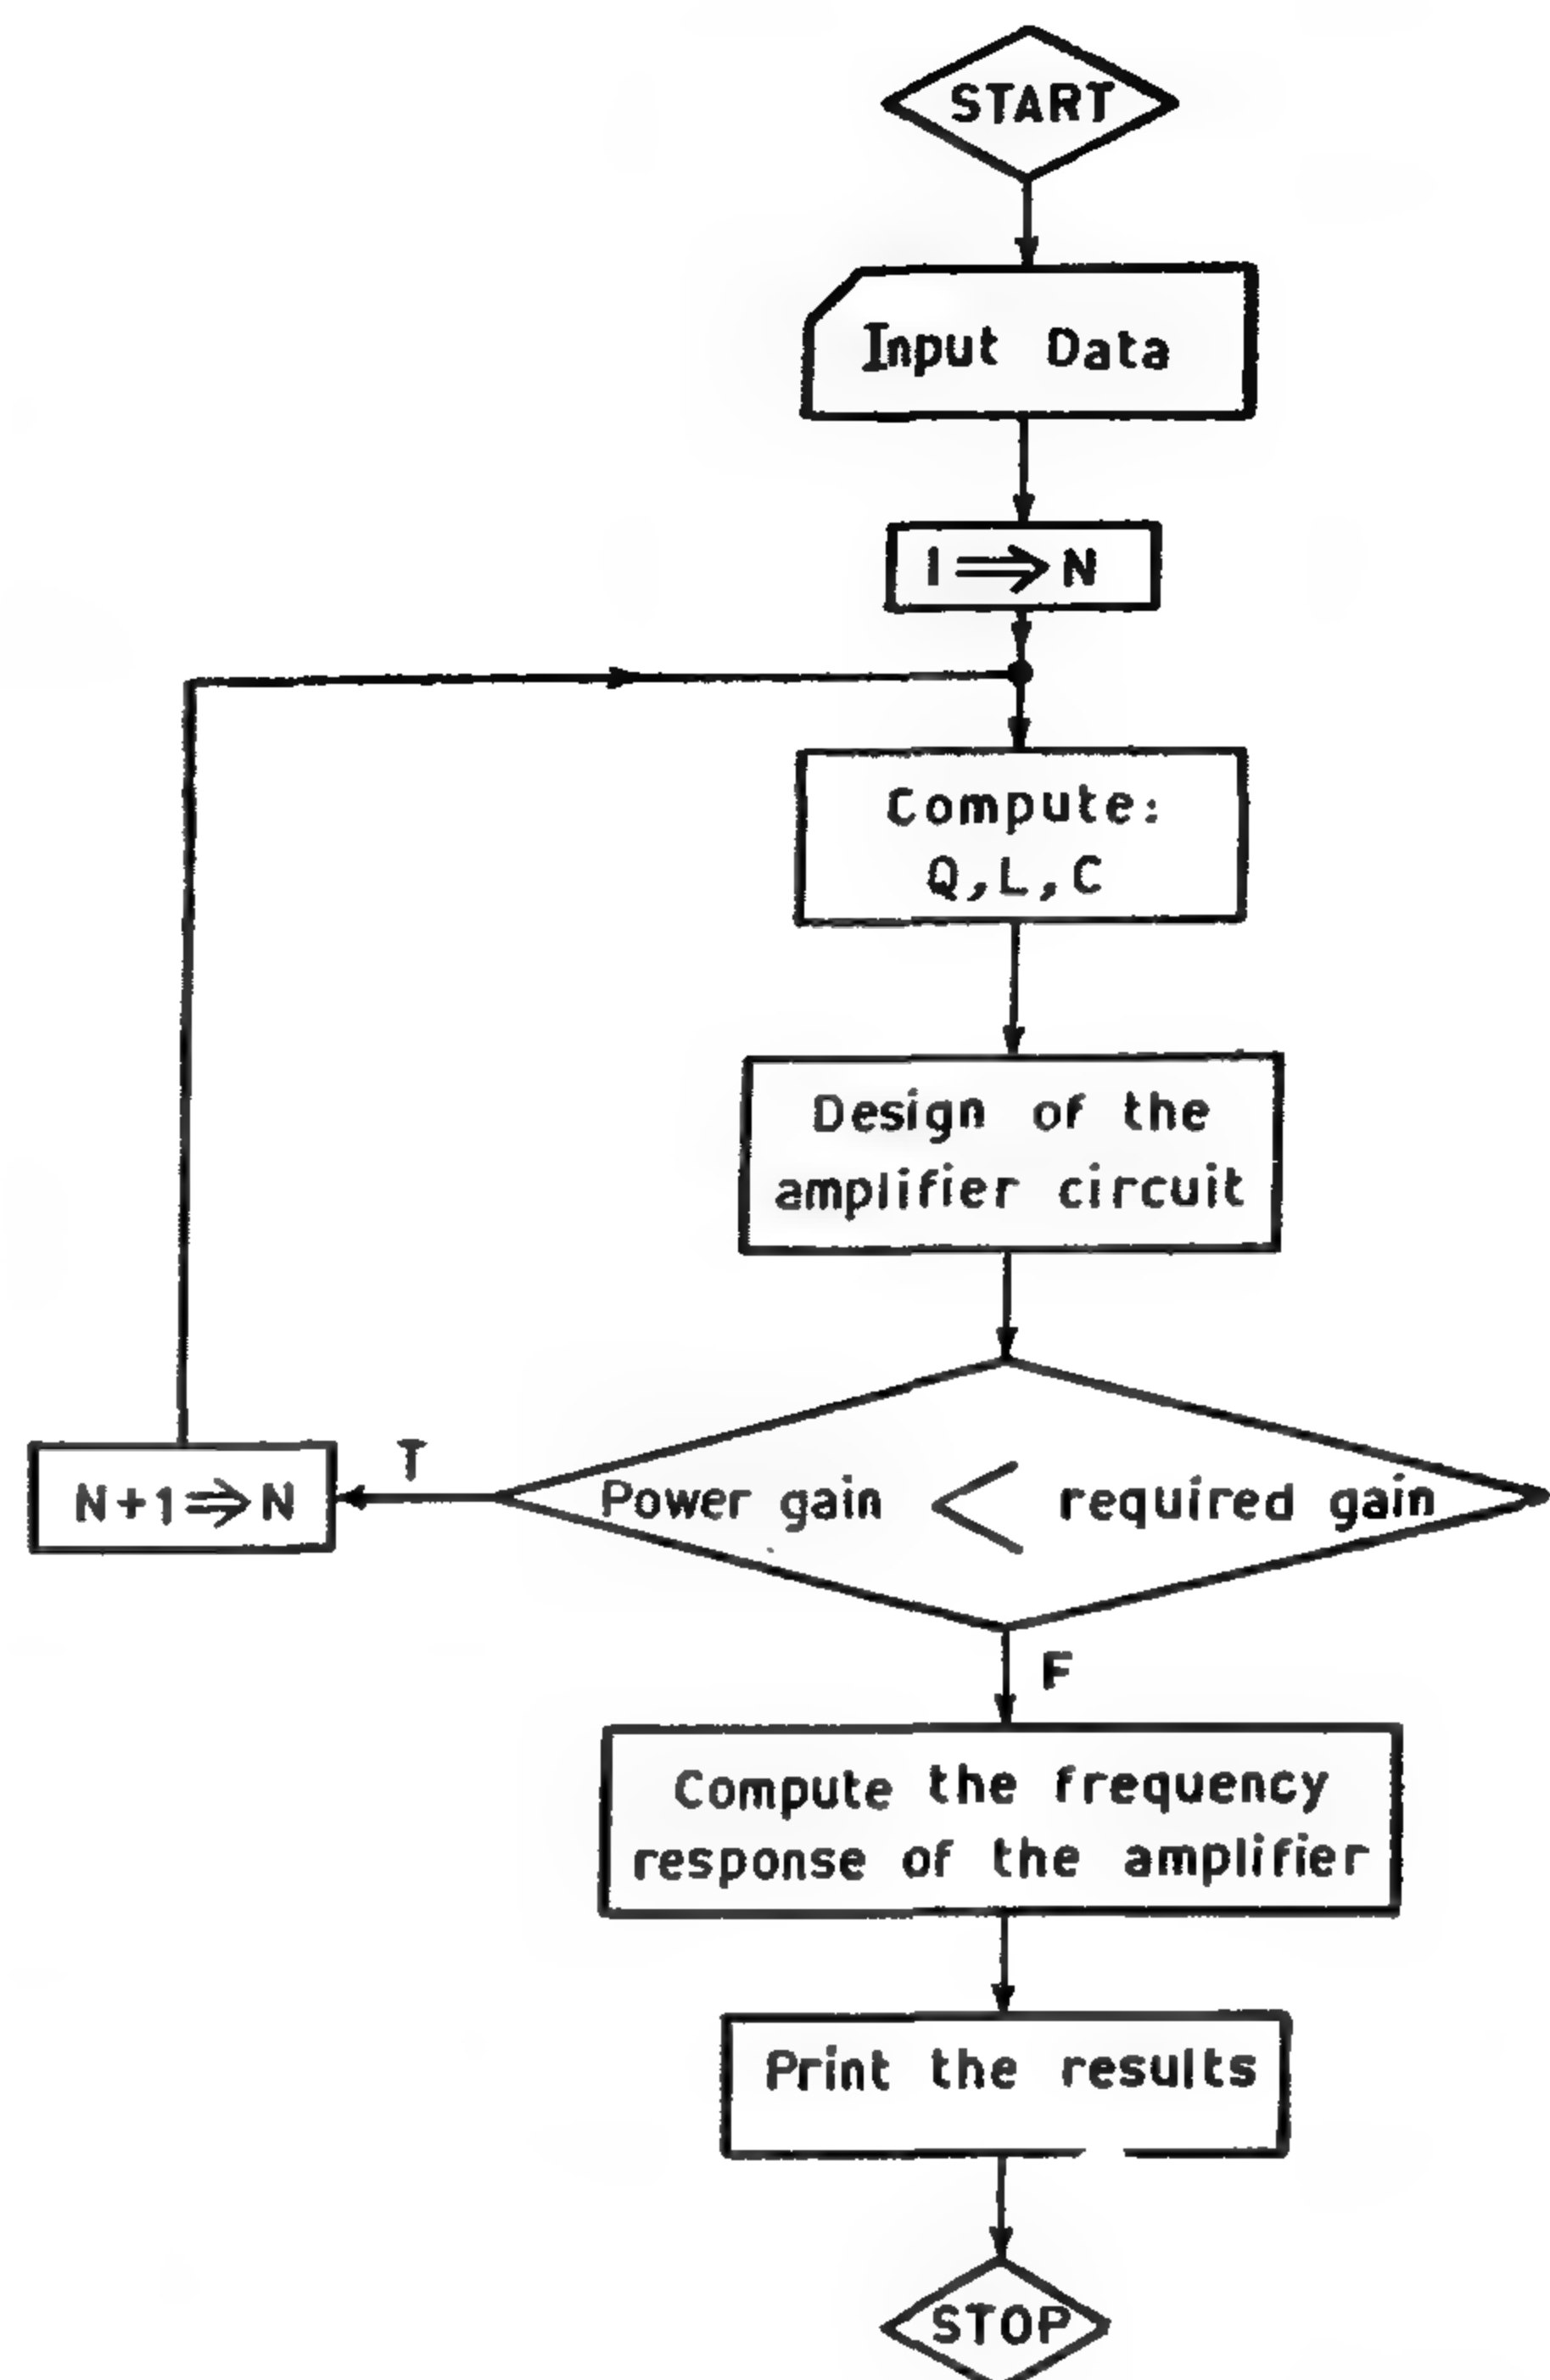 START
Input Data
1 ⇒ N
Compute:
Q, L, C
Design of the
amplifier circuit
Power gain < required gain
T
N+1 ⇒ N
F
Compute the frequency
response of the amplifier
Print the results
STOP